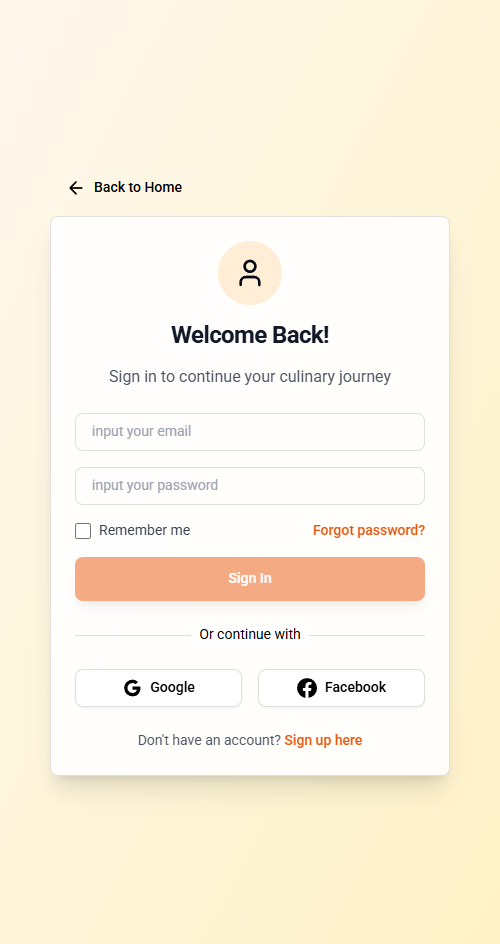 Back to Home
Welcome Back!
Sign in to continue your culinary journey
input your email
input your password
Remember me Forgot password?
Sign In
Or continue with
Google Facebook
Don't have an account? Sign up here